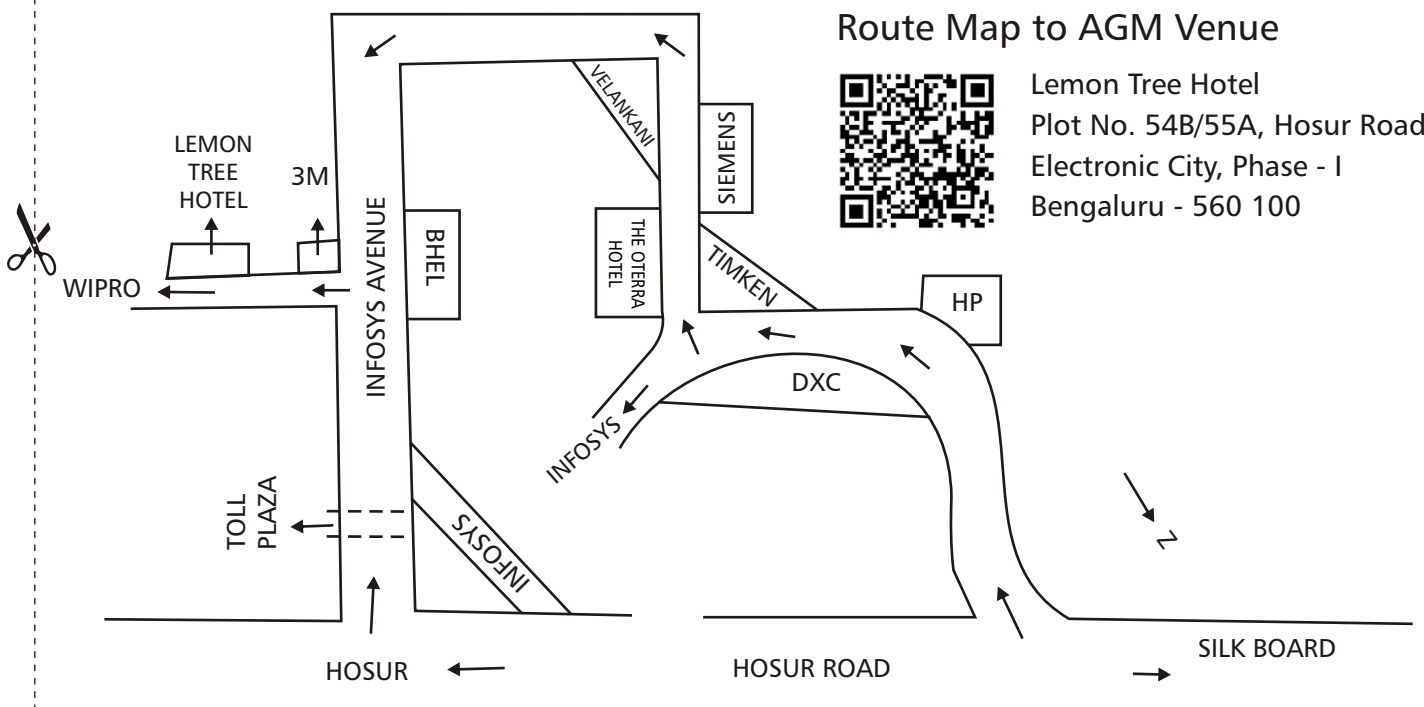 Route Map to AGM Venue
Lemon Tree Hotel
Plot No. 54B/55A, Hosur Road
Electronic City, Phase - I
Bengaluru - 560 100
VELANKANI
SIEMENS
LEMON
TREE
HOTEL
3M
INFOSYS AVENUE
BHEL
THE OTERRA
HOTEL
TIMKEN
WIPRO
HP
DXC
INFOSYS
TOLL
PLAZA
INFOSYS
N
HOSUR
HOSUR ROAD
SILK BOARD